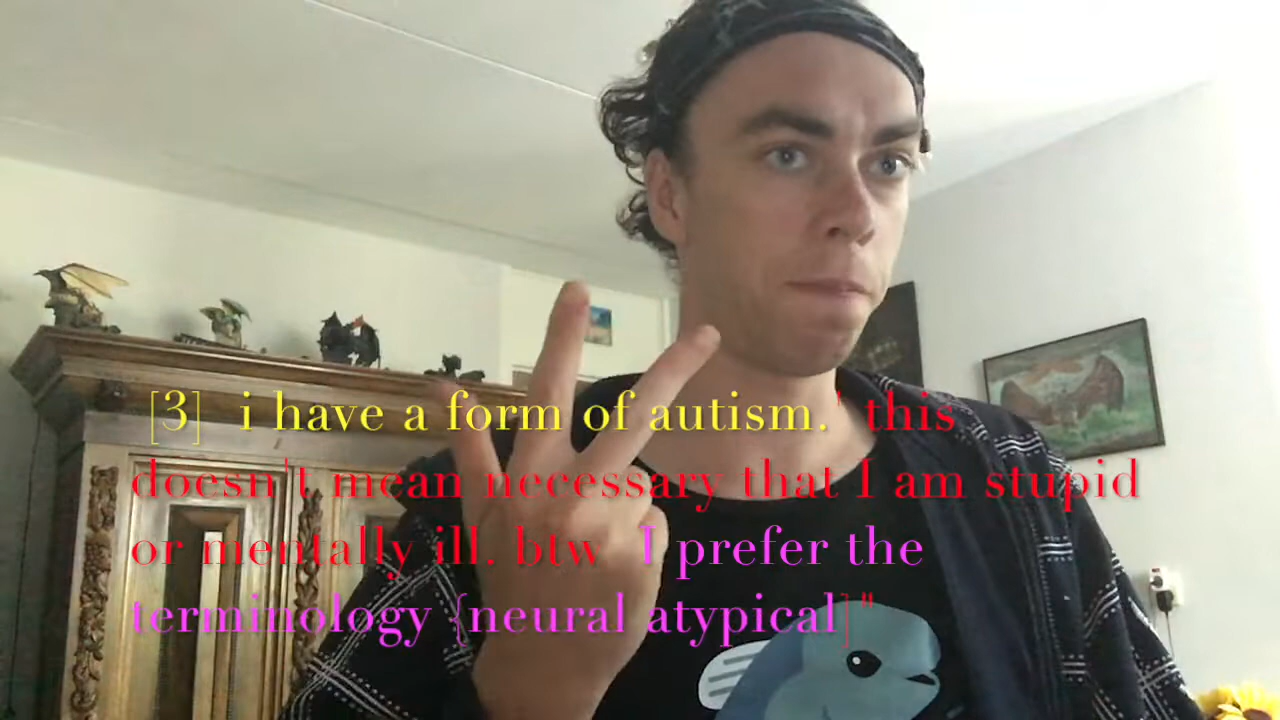 [3] i have a form of autism.' this
doesn't mean necessary that I am stupid
or mentally ill. btw I prefer the
terminology {neural atypical]"